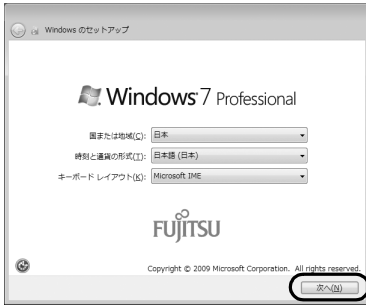 Windows のセットアップ
Windows 7 Professional
国または地域(C): 日本
時刻と通貨の形式(T): 日本語 (日本)
キーボード レイアウト(K): Microsoft IME
FUJITSU
Copyright © 2009 Microsoft Corporation. All rights reserved.
次へ(N)